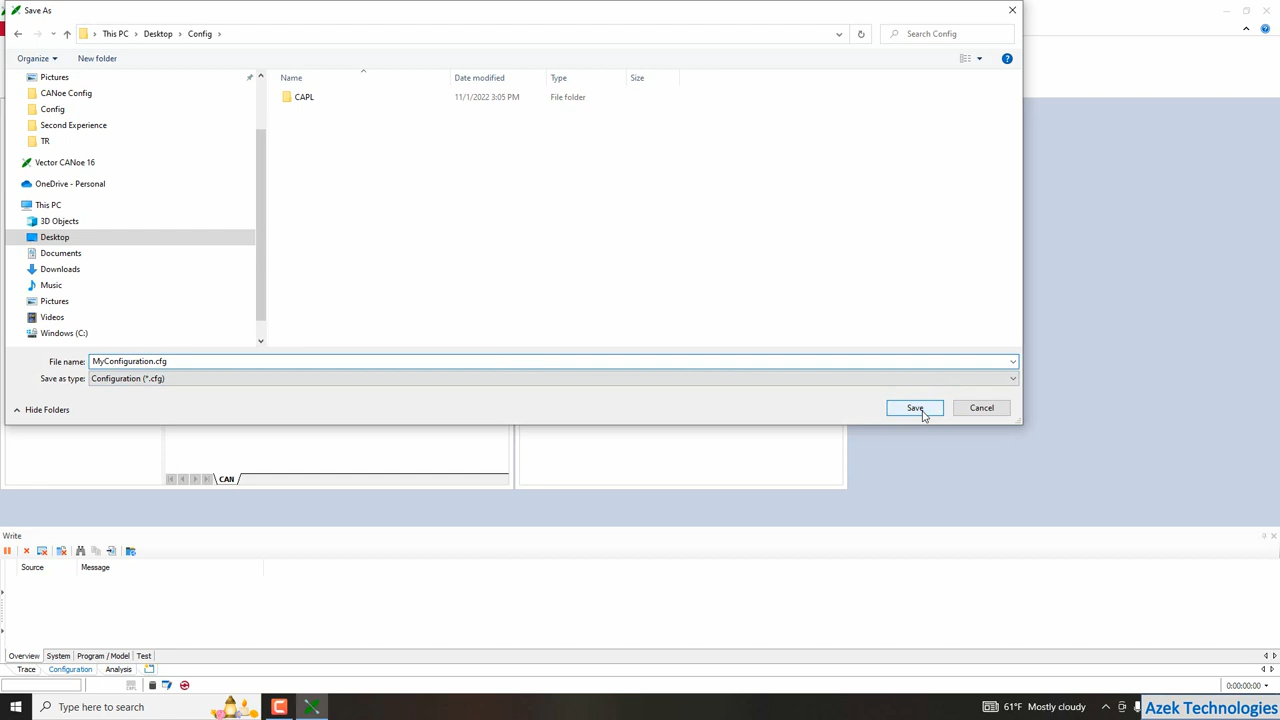 Save As
This PC
Desktop
Config
Search Config
Organize
New folder
Pictures
CANoe Config
Config
Second Experience
TR
Vector CANoe 16
OneDrive - Personal
This PC
3D Objects
Desktop
Documents
Downloads
Music
Pictures
Videos
Windows (C:)
Name
Date modified
Type
Size
CAPL
11/1/2022 3:05 PM
File folder
File name:
MyConfiguration.cfg
Save as type:
Configuration (*.cfg)
Hide Folders
Save
Cancel
CAN
Write
Source
Message
Overview
System
Program / Model
Test
Trace
Configuration
Analysis
CAPL
0:00:00:00
Type here to search
61°F Mostly cloudy
Azek Technologies